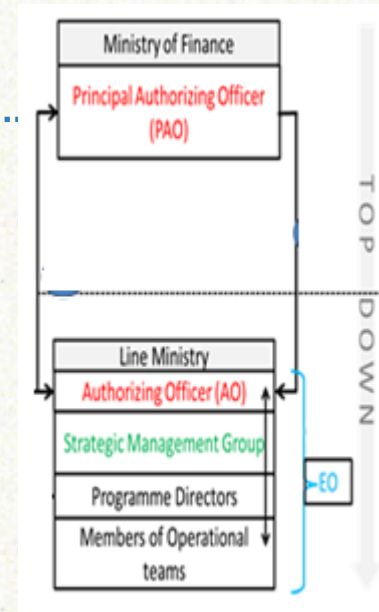 Ministry of Finance
Principal Authorizing Officer
(PAO)
TOP DOWN
Line Ministry
Authorizing Officer (AO)
Strategic Management Group
Programme Directors
Members of Operational
teams
EO